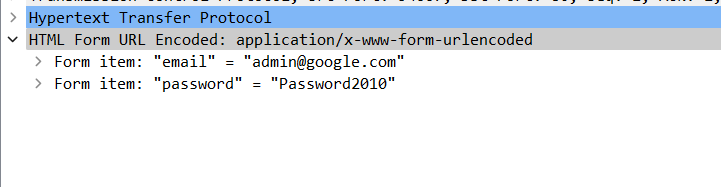 Hypertext Transfer Protocol
HTML Form URL Encoded: application/x-www-form-urlencoded
Form item: "email" = "admin@google.com"
Form item: "password" = "Password2010"